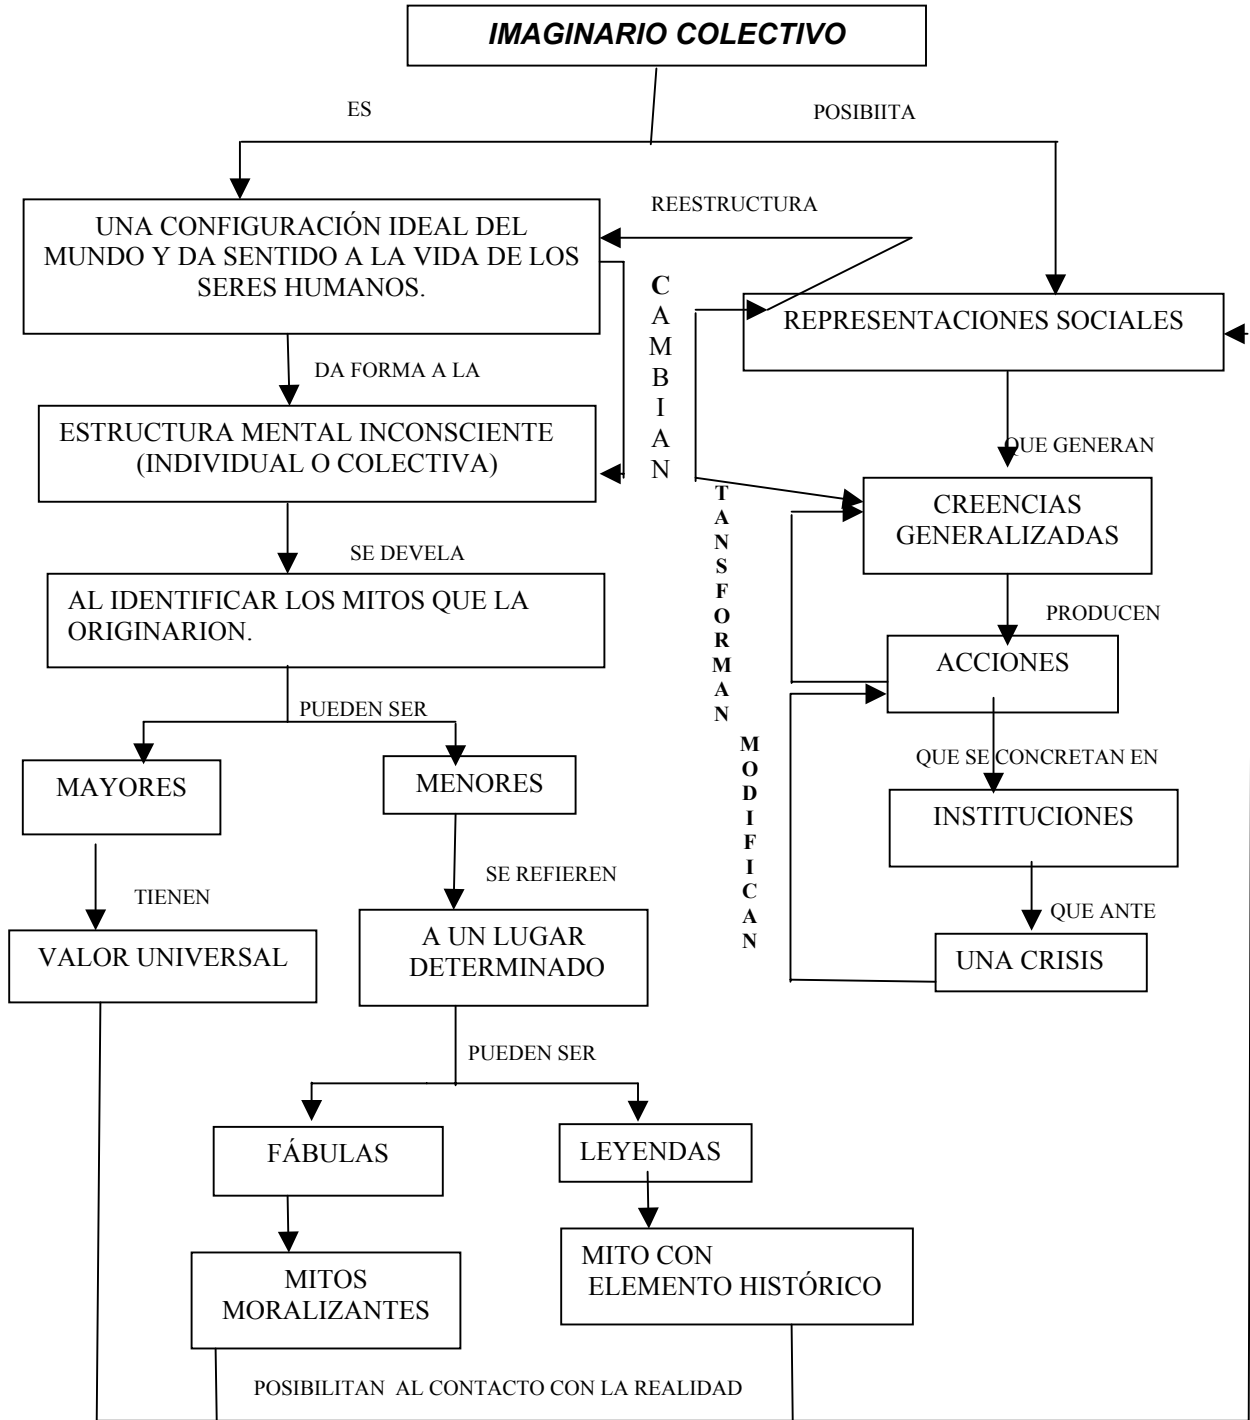 IMAGINARIO COLECTIVO
ES
POSIBIITA
UNA CONFIGURACIÓN IDEAL DEL
MUNDO Y DA SENTIDO A LA VIDA DE LOS
SERES HUMANOS.
REESTRUCTURA
CAMBIAN
REPRESENTACIONES SOCIALES
DA FORMA A LA
ESTRUCTURA MENTAL INCONSCIENTE
(INDIVIDUAL O COLECTIVA)
QUE GENERAN
TANSFORMAN
CREENCIAS
GENERALIZADAS
SE DEVELA
AL IDENTIFICAR LOS MITOS QUE LA
ORIGINARION.
PRODUCEN
ACCIONES
PUEDEN SER
MAYORES
MENORES
MODIFICAN
QUE SE CONCRETAN EN
INSTITUCIONES
TIENEN
SE REFIEREN
QUE ANTE
VALOR UNIVERSAL
A UN LUGAR
DETERMINADO
UNA CRISIS
PUEDEN SER
FÁBULAS
LEYENDAS
MITOS
MORALIZANTES
MITO CON
ELEMENTO HISTÓRICO
POSIBILITAN AL CONTACTO CON LA REALIDAD